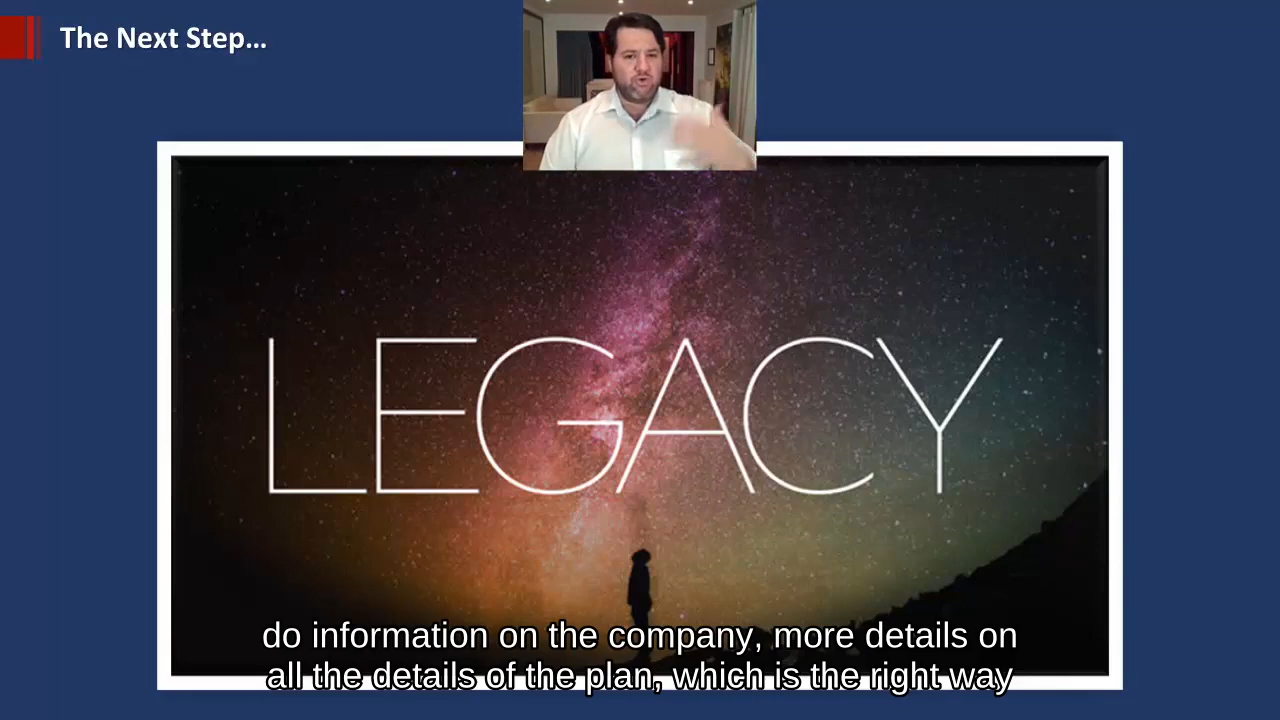 The Next Step...
LEGACY
do information on the company, more details on
all the details of the plan, which is the right way